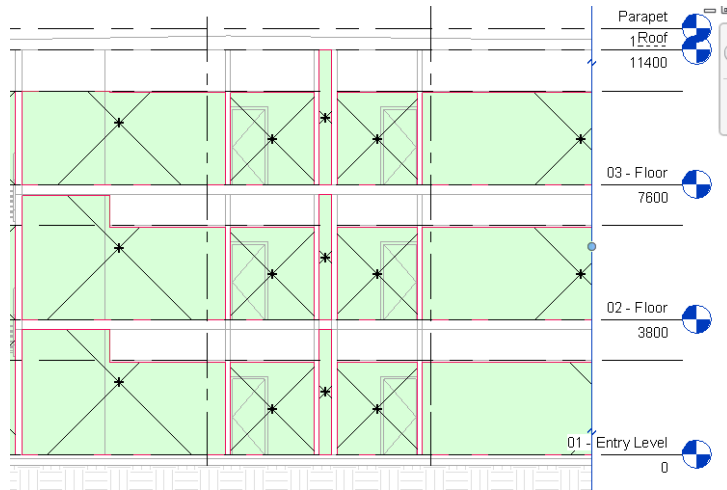 Parapet
Roof
11400
03 - Floor
7600
02 - Floor
3800
01 - Entry Level
0